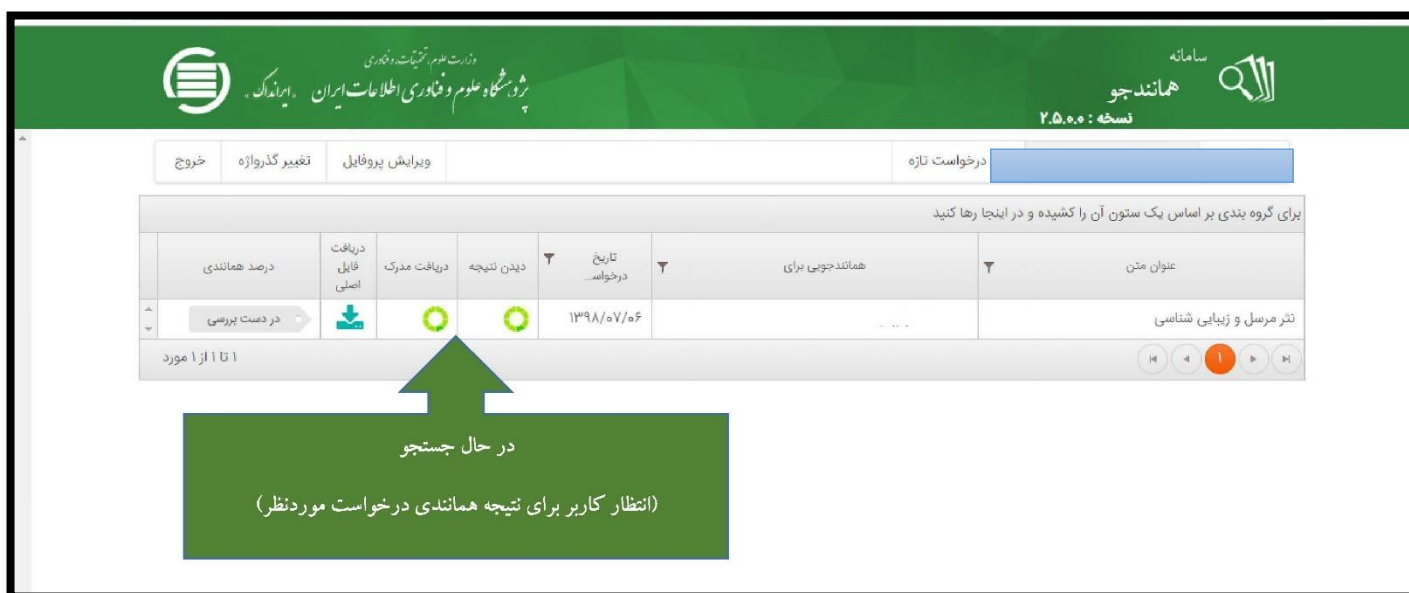 سامانه
همانندجو
نسخه : ۲.۵.۰.۰
وزارت علوم، تحقیقات و فناوری
پژوهشگاه علوم و فناوری اطلاعات ایران «ایرانداک»
درخواست تازه
ویرایش پروفایل
تغییر گذرواژه
خروج
برای گروه بندی بر اساس یک ستون آن را کشیده و در اینجا رها کنید
عنوان متن
همانندجویی برای
تاریخ
درخواس...
دیدن نتیجه
دریافت مدرک
دریافت
فایل
اصلی
درصد همانندی
نثر مرسل و زیبایی شناسی
۱۳۹۸/۰۷/۰۶
در دست بررسی
۱
۱ تا ۱ از ۱ مورد
در حال جستجو
(انتظار کاربر برای نتیجه همانندی درخواست موردنظر)